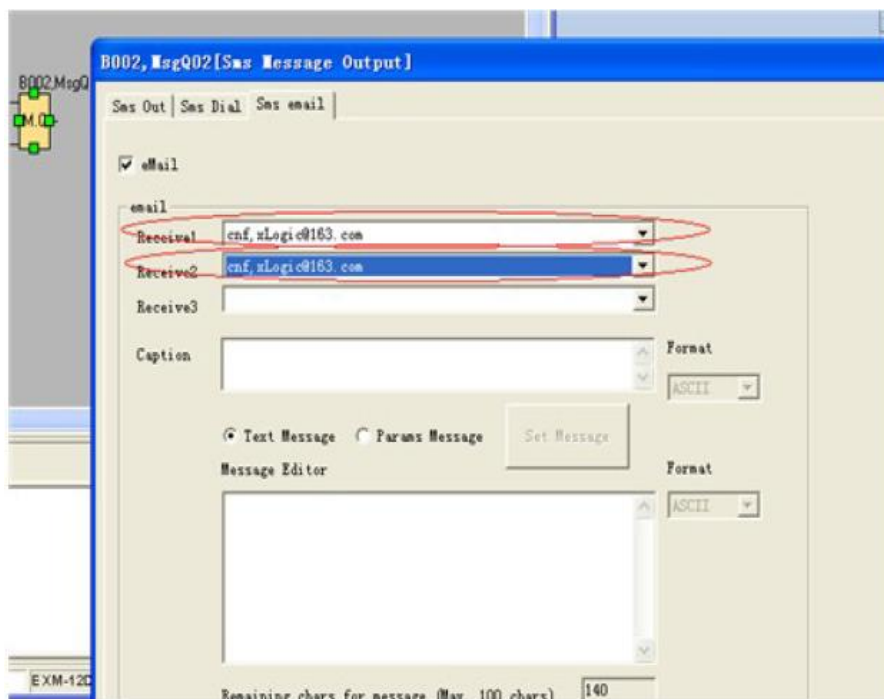 B002,MsgQ02[Sms Message Output]
B002,MsgQ
M.O
Sms Out Sms Dial Sms email
eMail
email
Receive1 cnf,xLogic@163.com
Receive2 cnf,xLogic@163.com
Receive3
Caption Format
ASCII
Text Message Params Message Set Message
Message Editor Format
ASCII
EXM-12D
Remaining chars for message (Max. 100 chars) 140